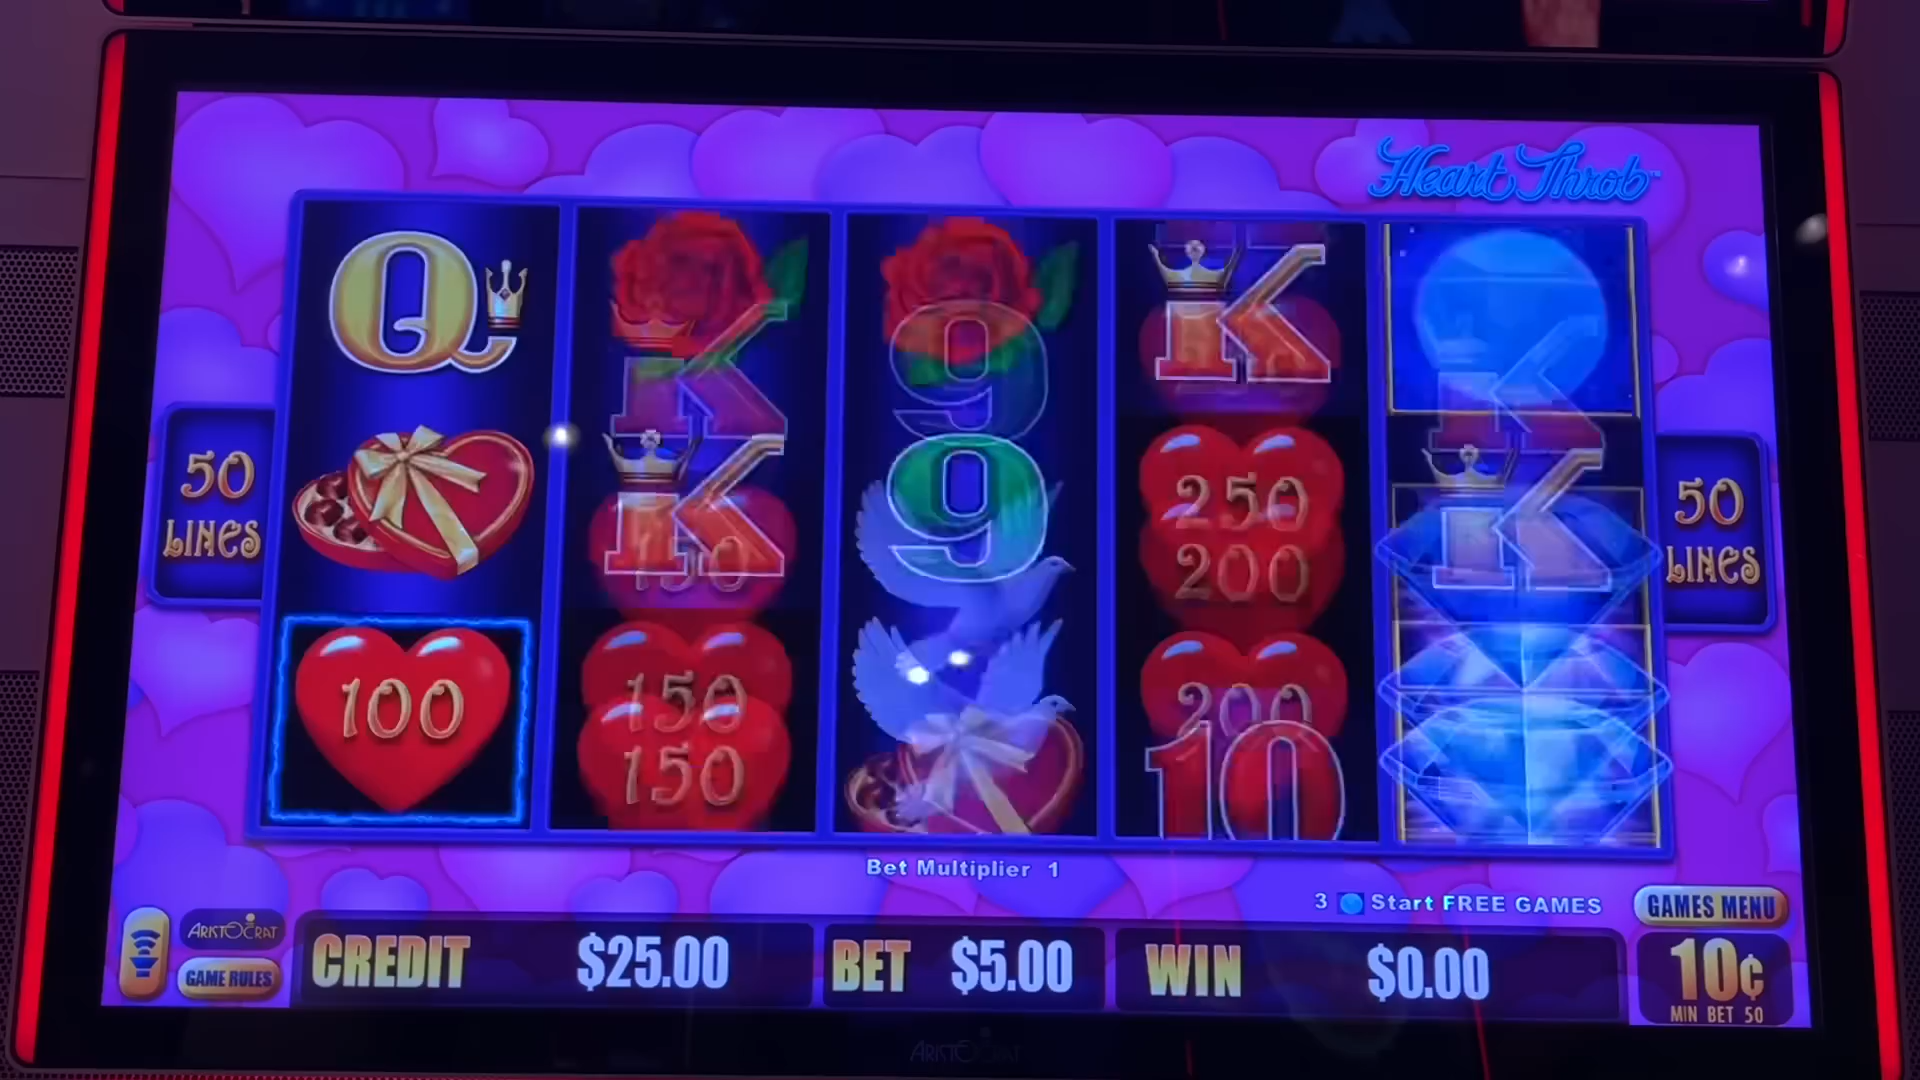 Heart Throb™
Q
K
9
K
K
50
LINES
K
9
250
K
50
LINES
150
200
100
150
200
150
10
Bet Multiplier 1
3 Start FREE GAMES
GAMES MENU
ARISTOCRAT
GAME RULES
CREDIT $25.00
BET $5.00
WIN $0.00
10¢
MIN BET 50
ARISTOCRAT